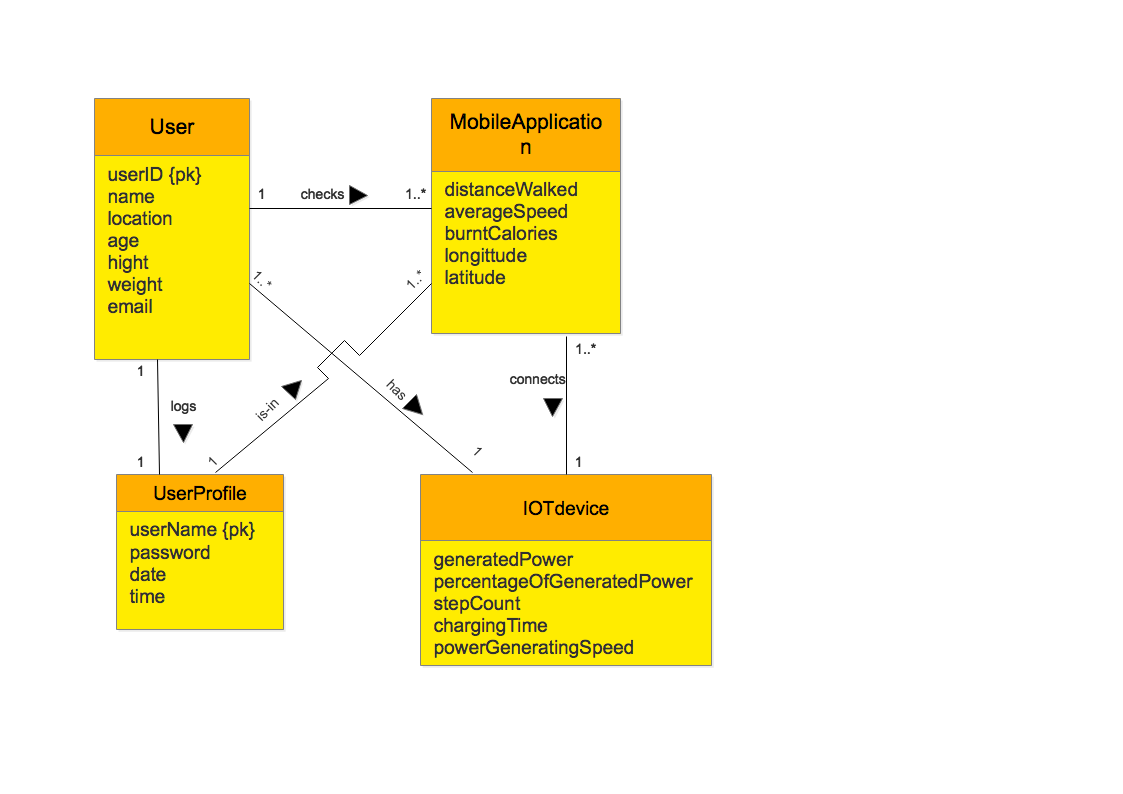 User
userID {pk}
name
location
age
hight
weight
email
1
checks
1..*
MobileApplicatio
n
distanceWalked
averageSpeed
burntCalories
longittude
latitude
1..*
1..*
1
logs
1
is-in
1
has
1
1..*
connects
1
UserProfile
userName {pk}
password
date
time
IOTdevice
generatedPower
percentageOfGeneratedPower
stepCount
chargingTime
powerGeneratingSpeed